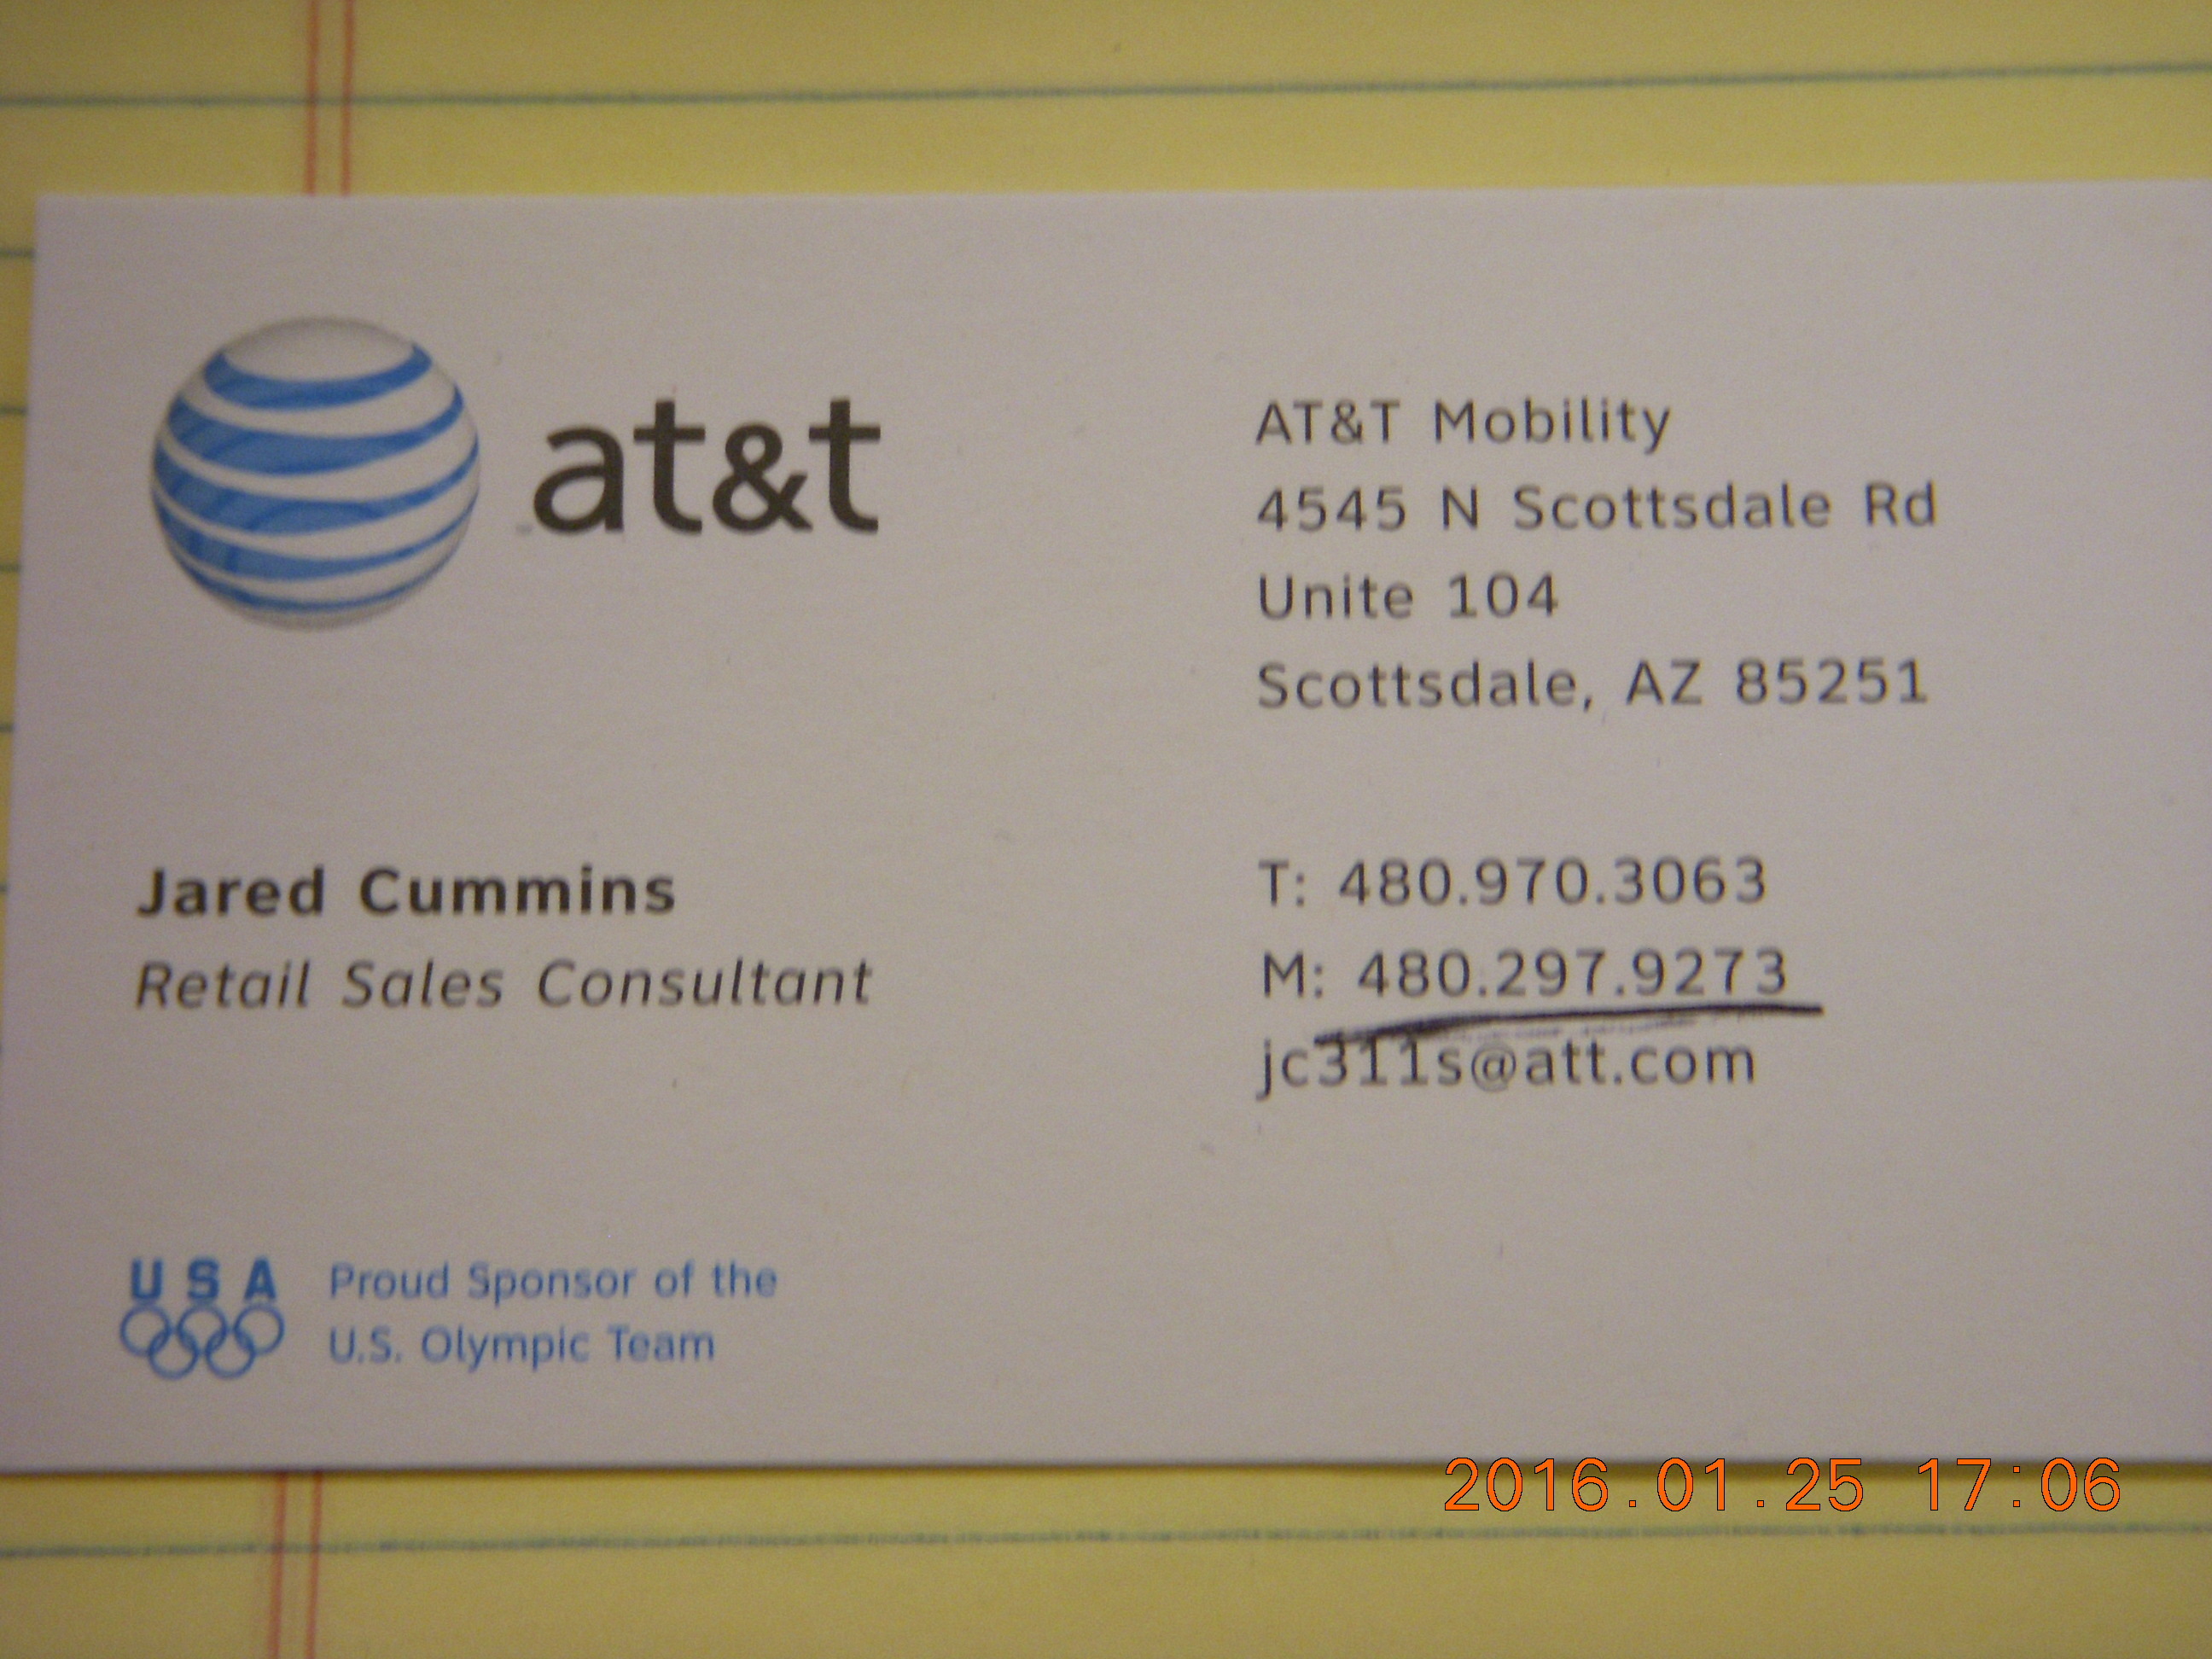 at&t
AT&T Mobility
4545 N Scottsdale Rd
Unite 104
Scottsdale, AZ 85251
Jared Cummins
Retail Sales Consultant
T: 480.970.3063
M: 480.297.9273
jc311s@att.com
USA
Proud Sponsor of the
U.S. Olympic Team
2016.01.25 17:06